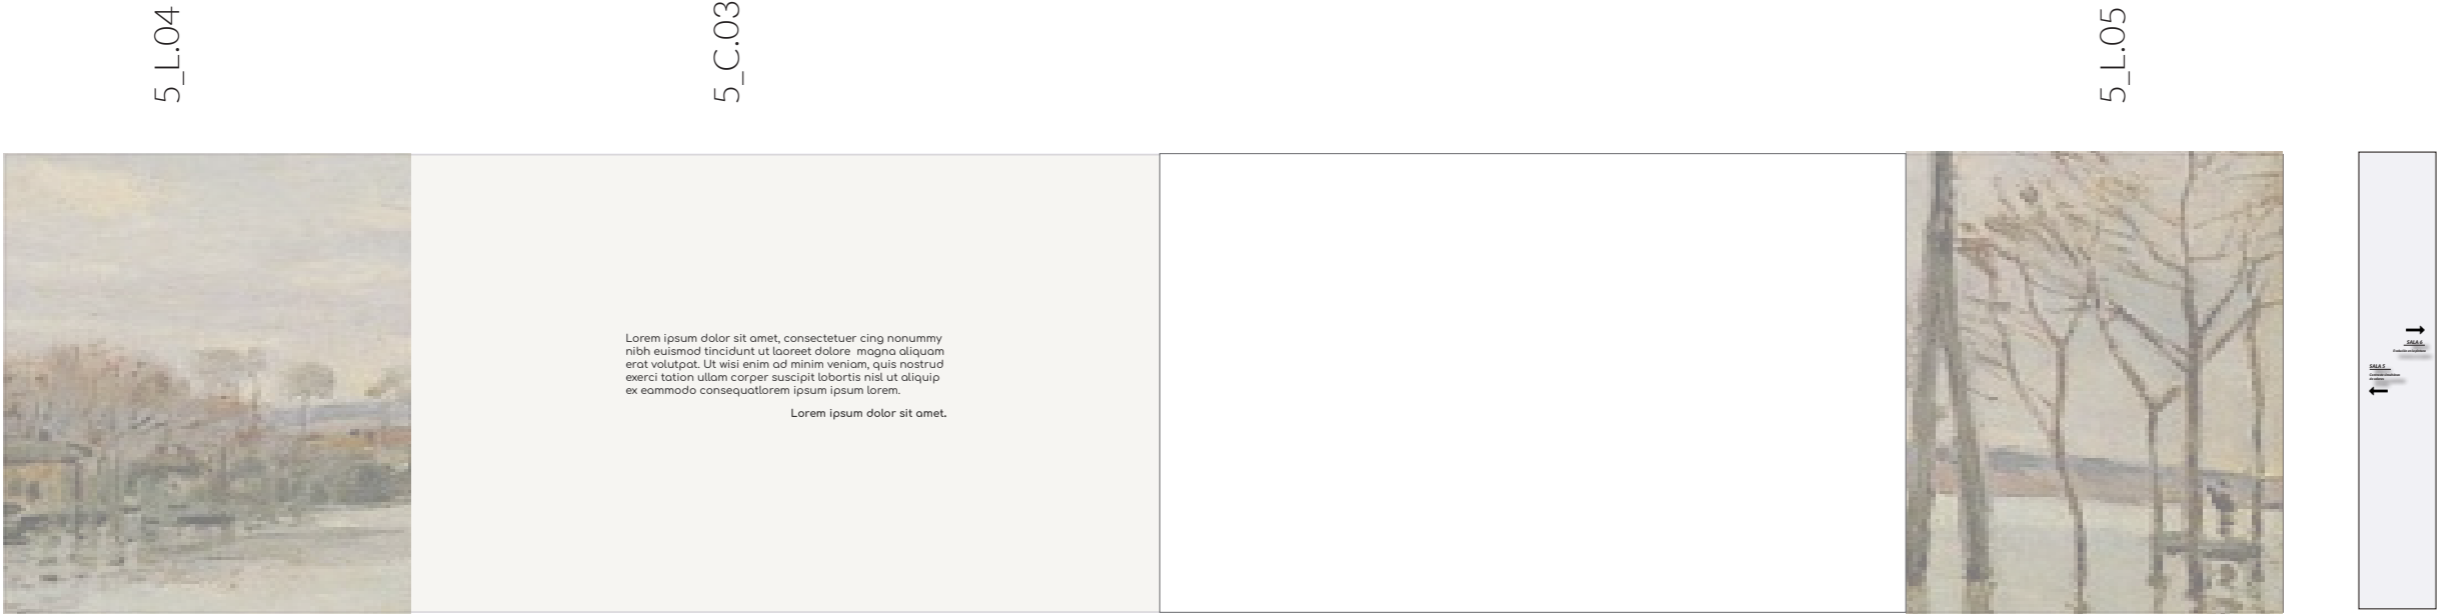 5_L.04
5_C.03
5_L.05
Lorem ipsum dolor sit amet, consectetuer cing nonummy
nibh euismod tincidunt ut laoreet dolore  magna aliquam
erat volutpat. Ut wisi enim ad minim veniam, quis nostrud
exerci tation ullam corper suscipit lobortis nisl ut aliquip
ex eammodo consequatlorem ipsum ipsum lorem.
Lorem ipsum dolor sit amet.
SALA 6
SALA 5